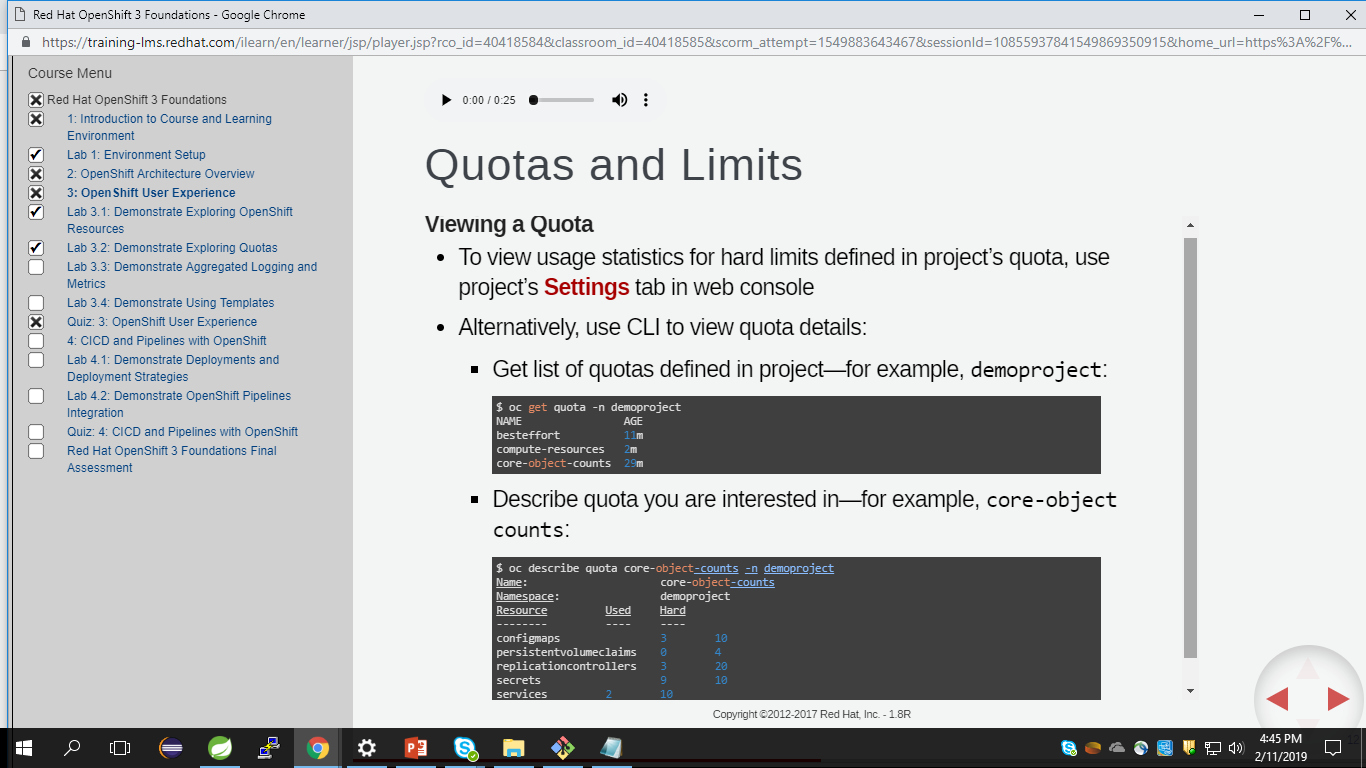 Red Hat OpenShift 3 Foundations - Google Chrome
https://training-lms.redhat.com/ilearn/en/learner/jsp/player.jsp?rco_id=40418584&classroom_id=40418585&scorm_attempt=1549883643467&sessionId=10855937841549869350915&home_url=https%3A%2F%...
Course Menu
Red Hat OpenShift 3 Foundations
1: Introduction to Course and Learning
Environment
Lab 1: Environment Setup
2: OpenShift Architecture Overview
3: OpenShift User Experience
Lab 3.1: Demonstrate Exploring OpenShift
Resources
Lab 3.2: Demonstrate Exploring Quotas
Lab 3.3: Demonstrate Aggregated Logging and
Metrics
Lab 3.4: Demonstrate Using Templates
Quiz: 3: OpenShift User Experience
4: CICD and Pipelines with OpenShift
Lab 4.1: Demonstrate Deployments and
Deployment Strategies
Lab 4.2: Demonstrate OpenShift Pipelines
Integration
Quiz: 4: CICD and Pipelines with OpenShift
Red Hat OpenShift 3 Foundations Final
Assessment
0:00 / 0:25
Quotas and Limits
Viewing a Quota
• To view usage statistics for hard limits defined in project’s quota, use
project’s Settings tab in web console
• Alternatively, use CLI to view quota details:
▪ Get list of quotas defined in project—for example, demoproject:
$ oc get quota -n demoproject
NAME AGE
besteffort 11m
compute-resources 2m
core-object-counts 29m
▪ Describe quota you are interested in—for example, core-object
counts:
$ oc describe quota core-object-counts -n demoproject
Name: core-object-counts
Namespace: demoproject
Resource Used Hard
-------- ---- ----
configmaps 3 10
persistentvolumeclaims 0 4
replicationcontrollers 3 20
secrets 9 10
services 2 10
Copyright ©2012-2017 Red Hat, Inc. - 1.8R
4:45 PM
2/11/2019